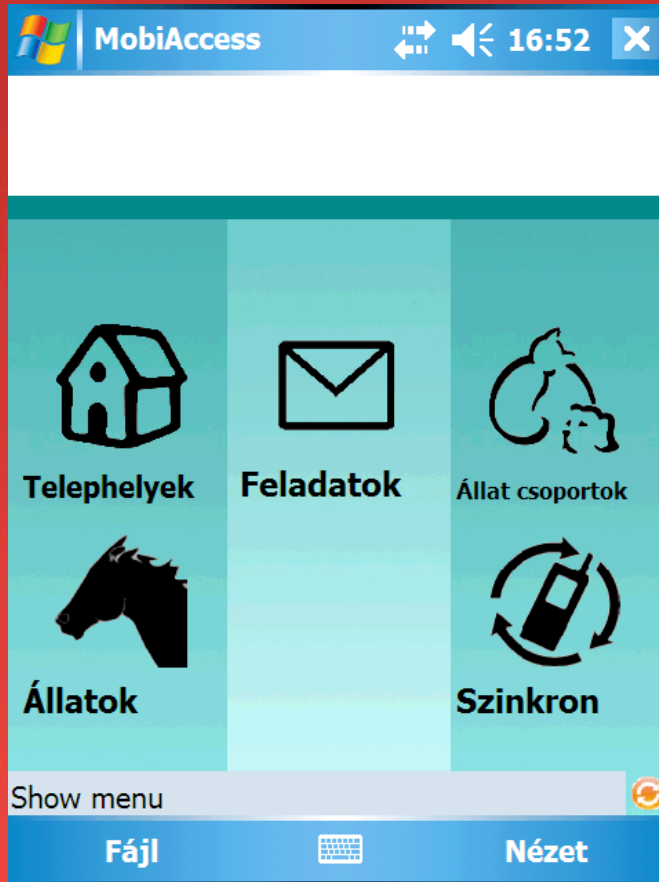 MobiAccess 16:52
Telephelyek
Feladatok
Állat csoportok
Állatok
Szinkron
Show menu
Fájl
Nézet